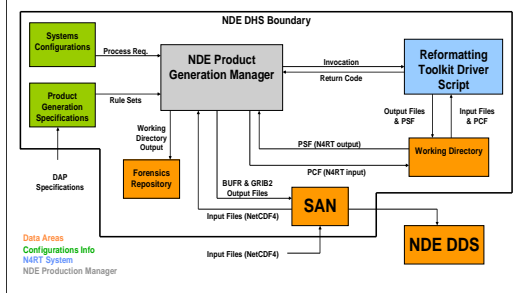 NDE DHS Boundary
Systems
Configurations
Process Req.
NDE Product
Generation Manager
Invocation
Return Code
Reformatting
Toolkit Driver
Script
Product
Generation
Specifications
Rule Sets
Output Files
& PSF
Input Files
& PCF
Working
Directory
Output
PSF (N4RT output)
Working Directory
PCF (N4RT input)
DAP
Specifications
Forensics
Repository
BUFR & GRIB2
Output Files
Input Files (NetCDF4)
SAN
NDE DDS
Input Files (NetCDF4)
Data Areas
Configurations Info
N4RT System
NDE Production Manager